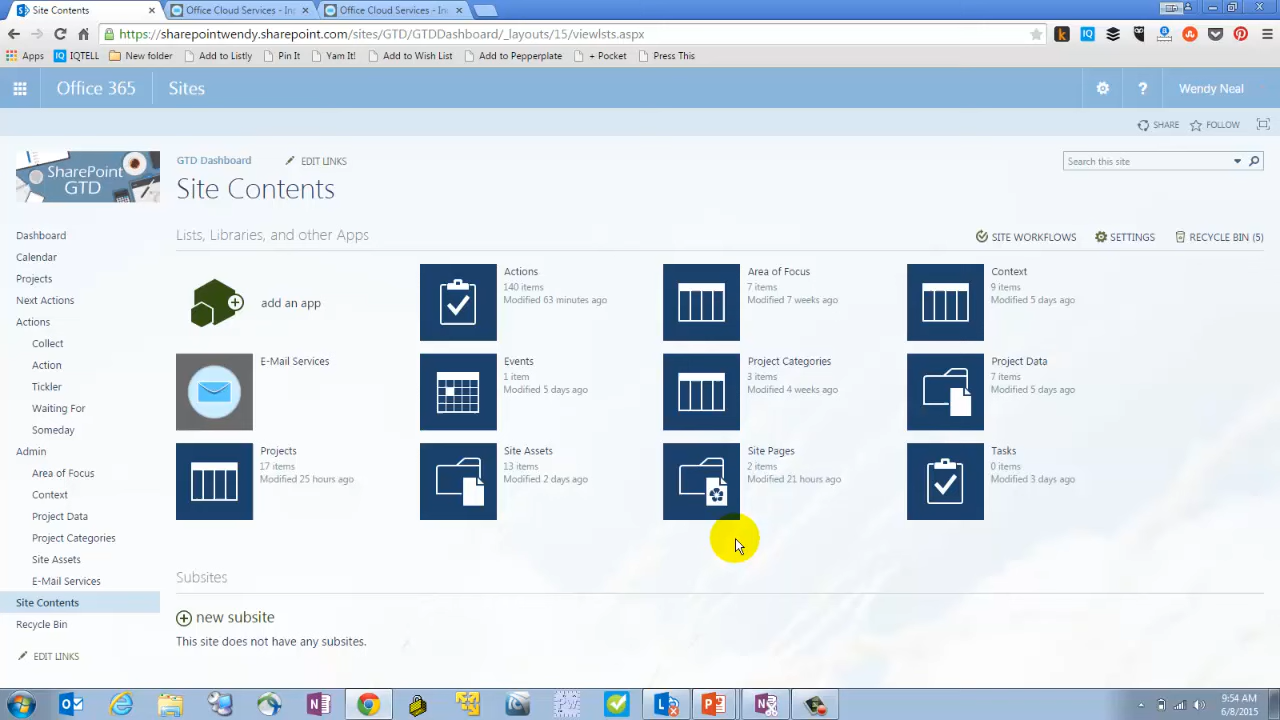 Site Contents
Office Cloud Services - In
Office Cloud Services - In
https://sharepointwendy.sharepoint.com/sites/GTD/GTDDashboard/_layouts/15/viewlsts.aspx
Apps IQTELL New folder Add to Listly Pin It Yam It! Add to Wish List Add to Pepperplate + Pocket Press This
Office 365 Sites ? Wendy Neal
SHARE FOLLOW
SharePoint
GTD
GTD Dashboard EDIT LINKS
Search this site
Site Contents
Dashboard
Calendar
Projects
Next Actions
Actions
Collect
Action
Tickler
Waiting For
Someday
Admin
Area of Focus
Context
Project Data
Project Categories
Site Assets
E-Mail Services
Site Contents
Recycle Bin
EDIT LINKS
Lists, Libraries, and other Apps
SITE WORKFLOWS SETTINGS RECYCLE BIN (5)
add an app
Actions
140 items
Modified 63 minutes ago
Area of Focus
7 items
Modified 7 weeks ago
Context
9 items
Modified 5 days ago
E-Mail Services
Events
1 item
Modified 5 days ago
Project Categories
3 items
Modified 4 weeks ago
Project Data
7 items
Modified 5 days ago
Projects
17 items
Modified 25 hours ago
Site Assets
13 items
Modified 2 days ago
Site Pages
2 items
Modified 21 hours ago
Tasks
0 items
Modified 3 days ago
Subsites
new subsite
This site does not have any subsites.
9:54 AM
6/8/2015